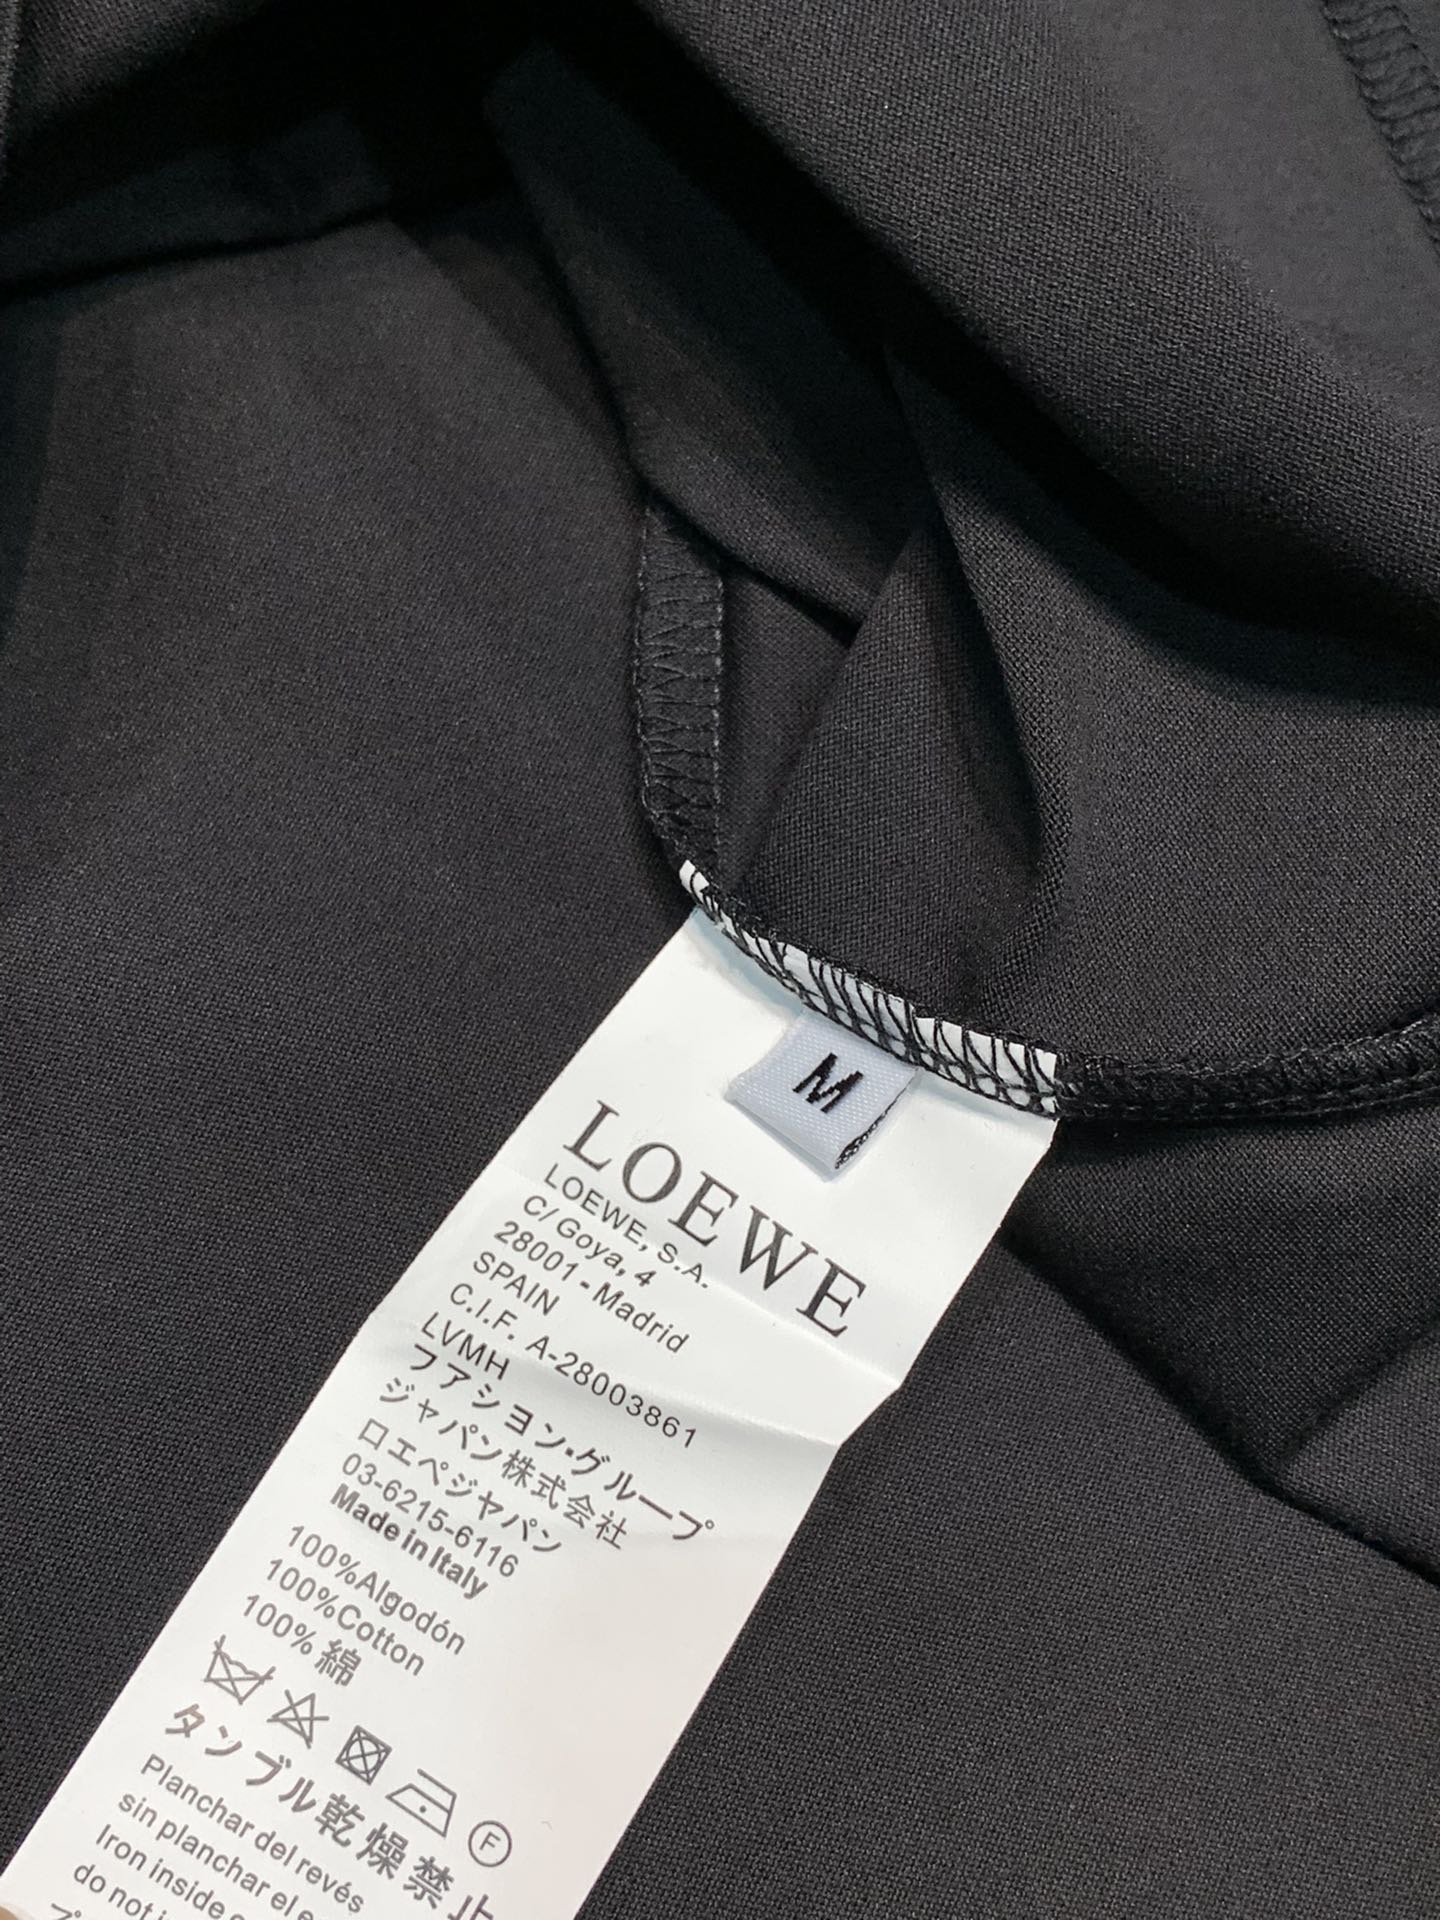 M
LOEWE
LOEWE, S.A.
C/ Goya, 4
28001 - Madrid
SPAIN
C.I.F. A-28003861
LVMH
ファション・グループ
ジャパン株式会社
ロエベジャパン
03-6215-6116
Made in Italy
100%Algodón
100%Cotton
100% 綿
F
タンブル乾燥禁止
Planchar del revés
sin planchar el
Iron inside
do not